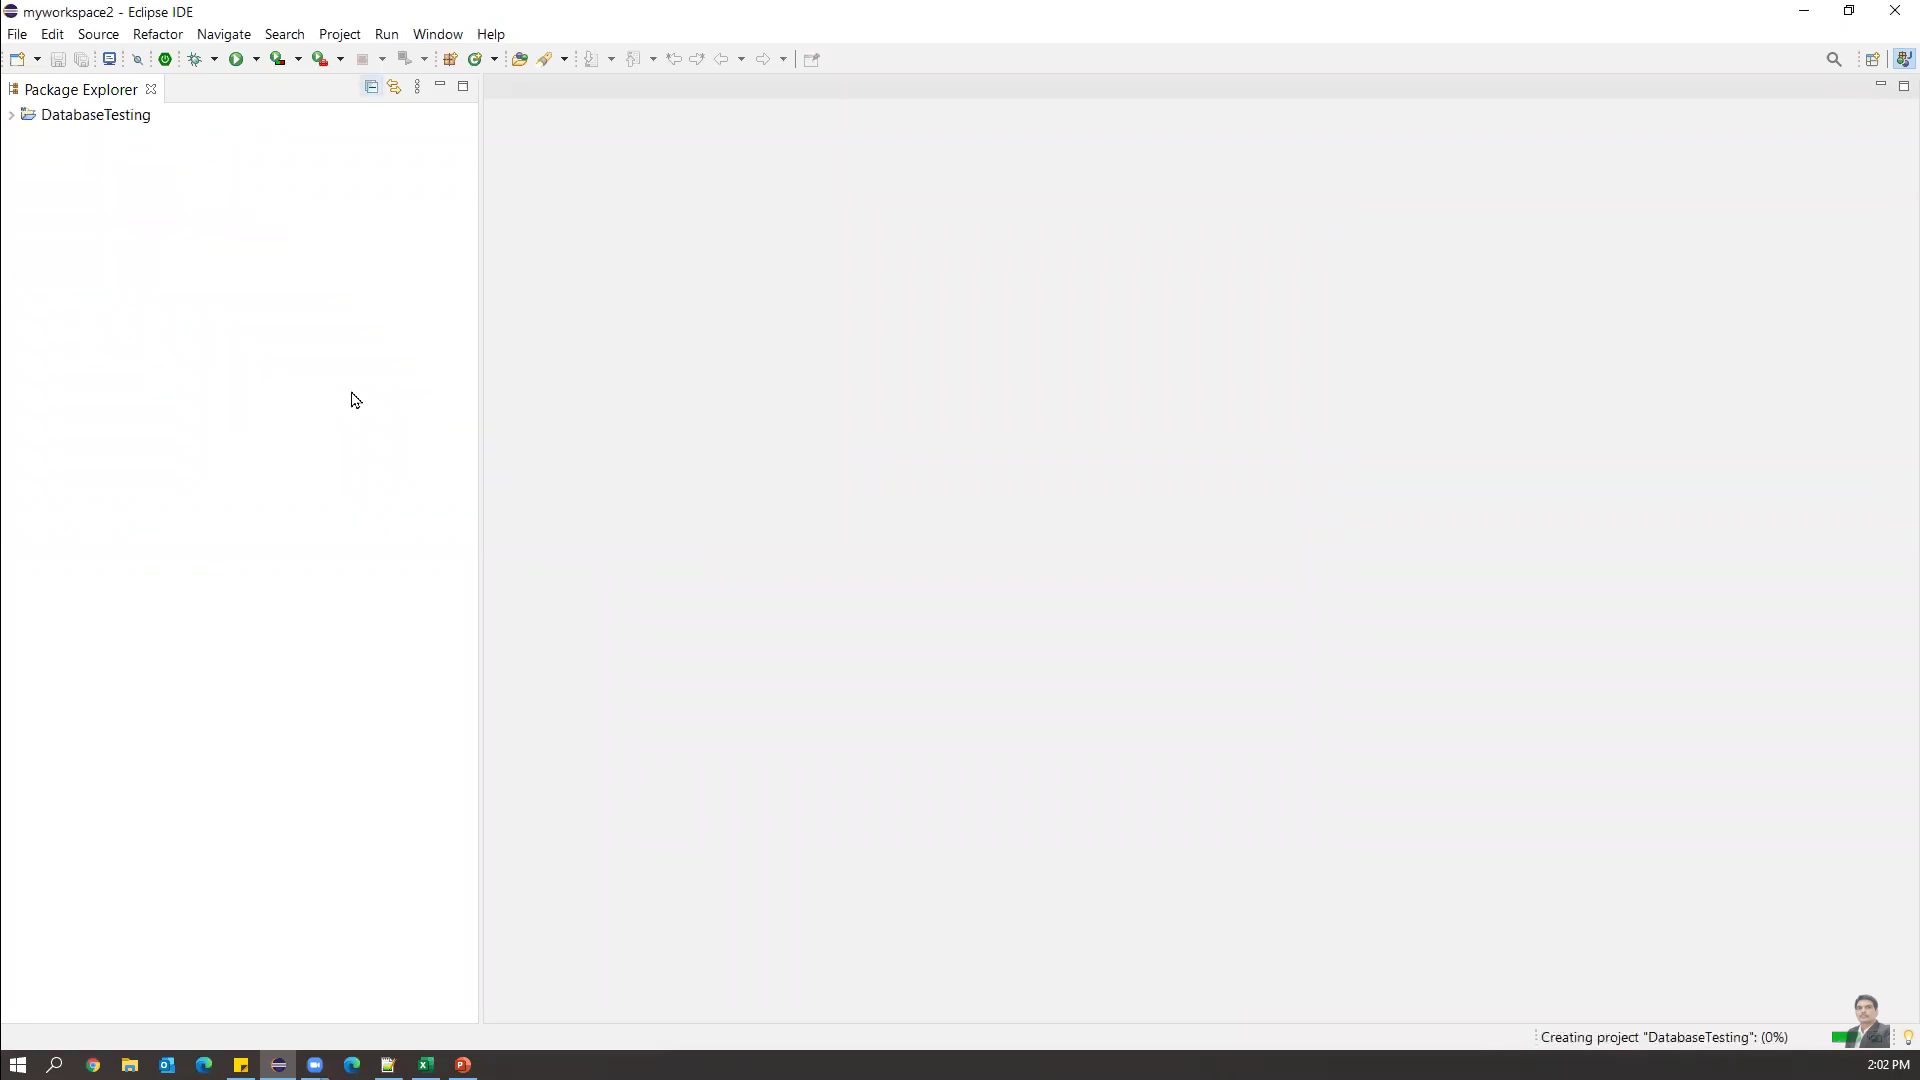 myworkspace2 - Eclipse IDE
File Edit Source Refactor Navigate Search Project Run Window Help
Package Explorer
DatabaseTesting
Creating project "DatabaseTesting": (0%)
2:02 PM